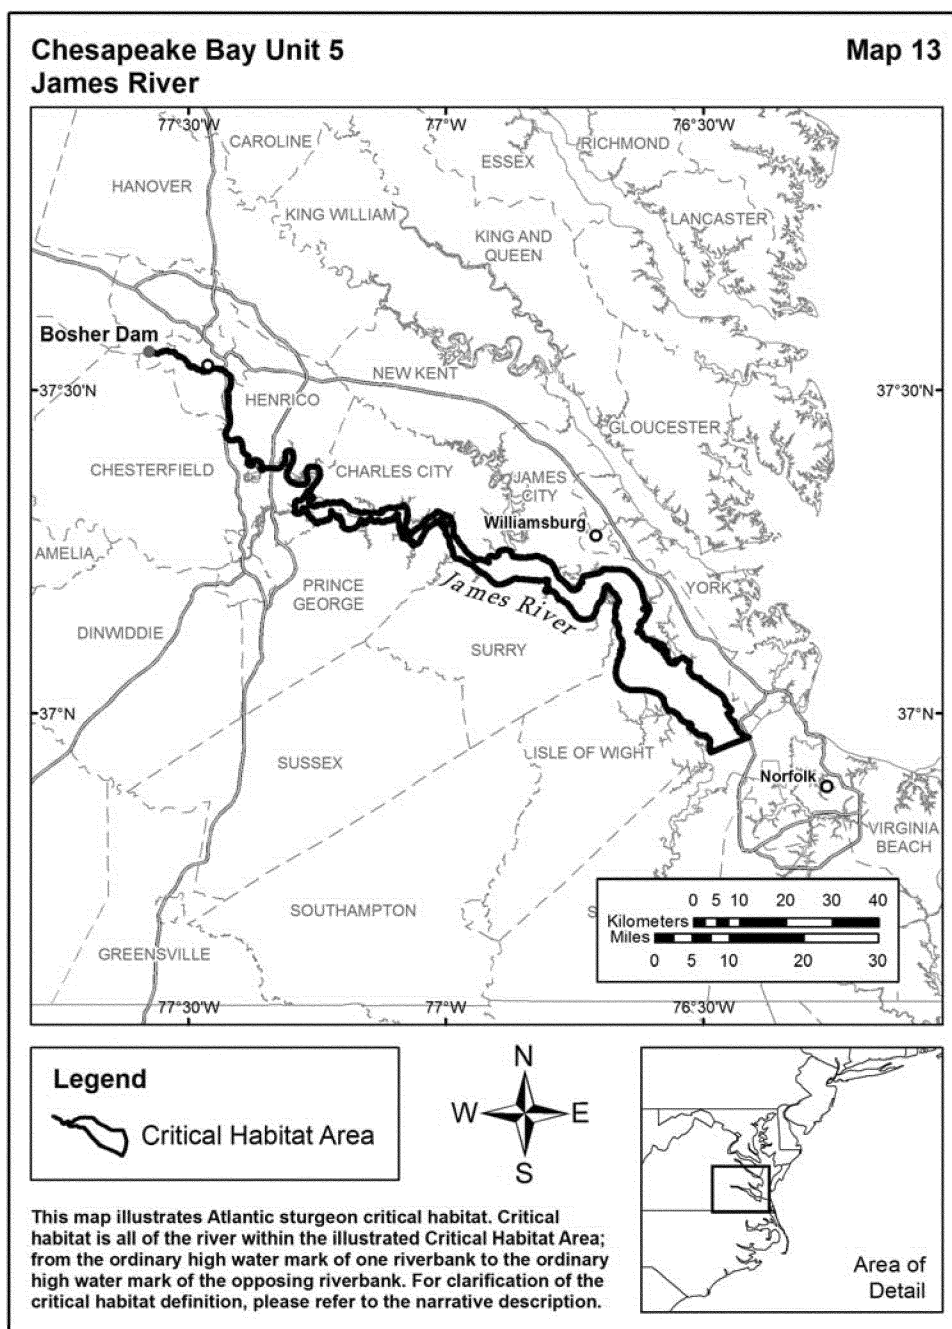 Chesapeake Bay Unit 5
Map 13
James River
77°30'W
77°W
76°30'W
CAROLINE
RICHMOND
ESSEX
HANOVER
KING WILLIAM
LANCASTER
KING AND
QUEEN
Bosher Dam
37°30'N
37°30'N
NEW KENT
HENRICO
GLOUCESTER
CHESTERFIELD
CHARLES CITY
JAMES
CITY
Williamsburg
AMELIA
PRINCE
GEORGE
James River
YORK
DINWIDDIE
SURRY
37°N
37°N
ISLE OF WIGHT
SUSSEX
Norfolk
VIRGINIA
BEACH
SOUTHAMPTON
S
GREENSVILLE
0 5 10 20 30 40
Kilometers
Miles
0 5 10 20 30
77°30'W
77°W
76°30'W
Legend
Critical Habitat Area
N
W
E
S
This map illustrates Atlantic sturgeon critical habitat. Critical
habitat is all of the river within the illustrated Critical Habitat Area;
from the ordinary high water mark of one riverbank to the ordinary
high water mark of the opposing riverbank. For clarification of the
critical habitat definition, please refer to the narrative description.
Area of
Detail